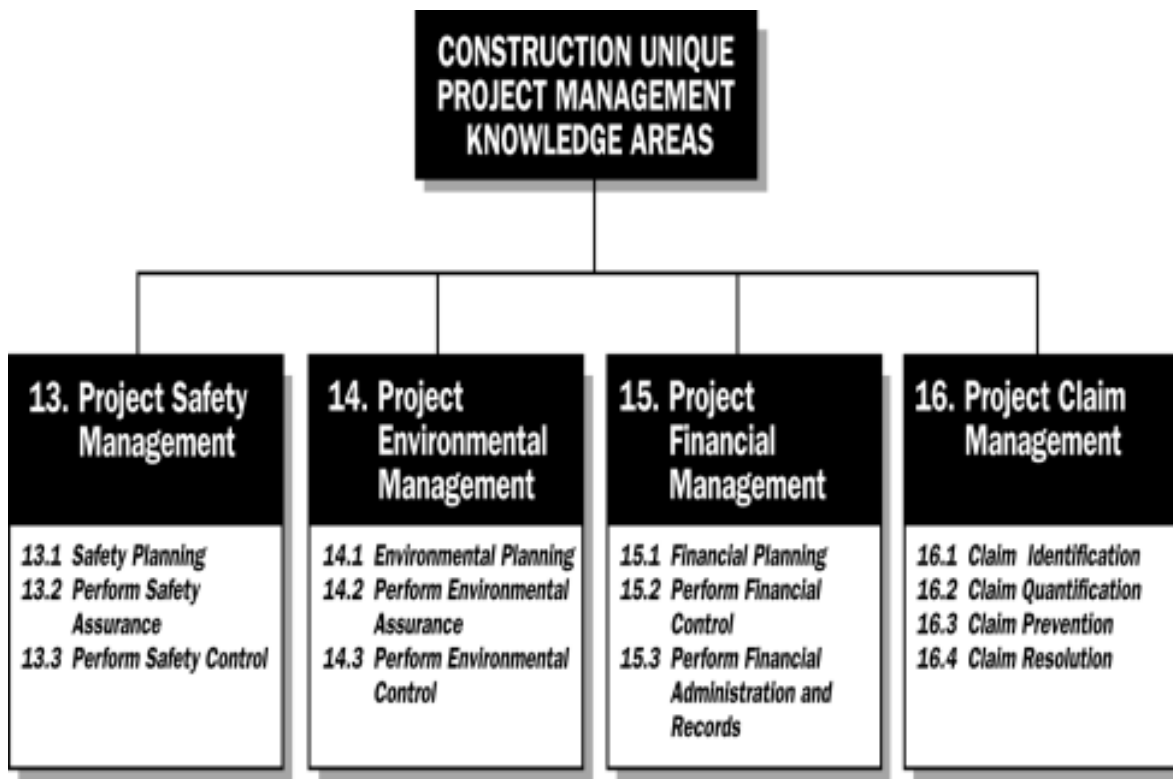 CONSTRUCTION UNIQUE
PROJECT MANAGEMENT
KNOWLEDGE AREAS
13. Project Safety
Management
13.1 Safety Planning
13.2 Perform Safety
Assurance
13.3 Perform Safety Control
14. Project
Environmental
Management
14.1 Environmental Planning
14.2 Perform Environmental
Assurance
14.3 Perform Environmental
Control
15. Project
Financial
Management
15.1 Financial Planning
15.2 Perform Financial
Control
15.3 Perform Financial
Administration and
Records
16. Project Claim
Management
16.1 Claim Identification
16.2 Claim Quantification
16.3 Claim Prevention
16.4 Claim Resolution